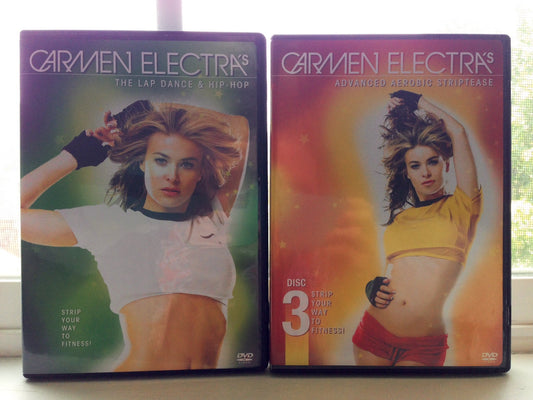 CARMEN ELECTRA'S
THE LAP DANCE & HIP-HOP
STRIP
YOUR
WAY
TO
FITNESS!
DVD
CARMEN ELECTRA'S
ADVANCED AEROBIC STRIPTEASE
DISC
3
STRIP
YOUR
WAY
TO
FITNESS!
DVD